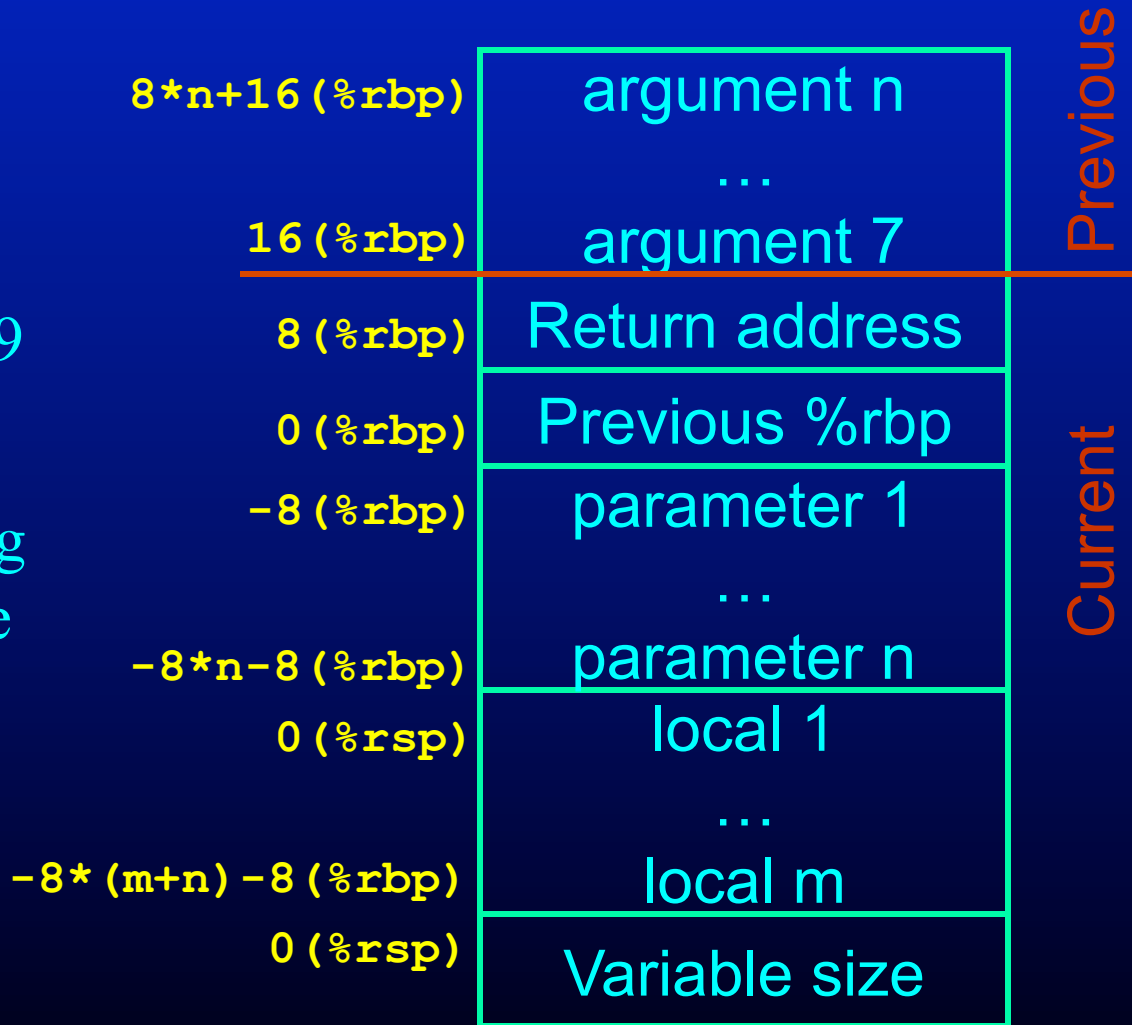 Previous
8*n+16(%rbp) argument n
…
16(%rbp) argument 7
9
8(%rbp) Return address
0(%rbp) Previous %rbp
Current
-8(%rbp) parameter 1
g
…
e
-8*n-8(%rbp) parameter n
0(%rsp) local 1
…
-8*(m+n)-8(%rbp) local m
0(%rsp) Variable size